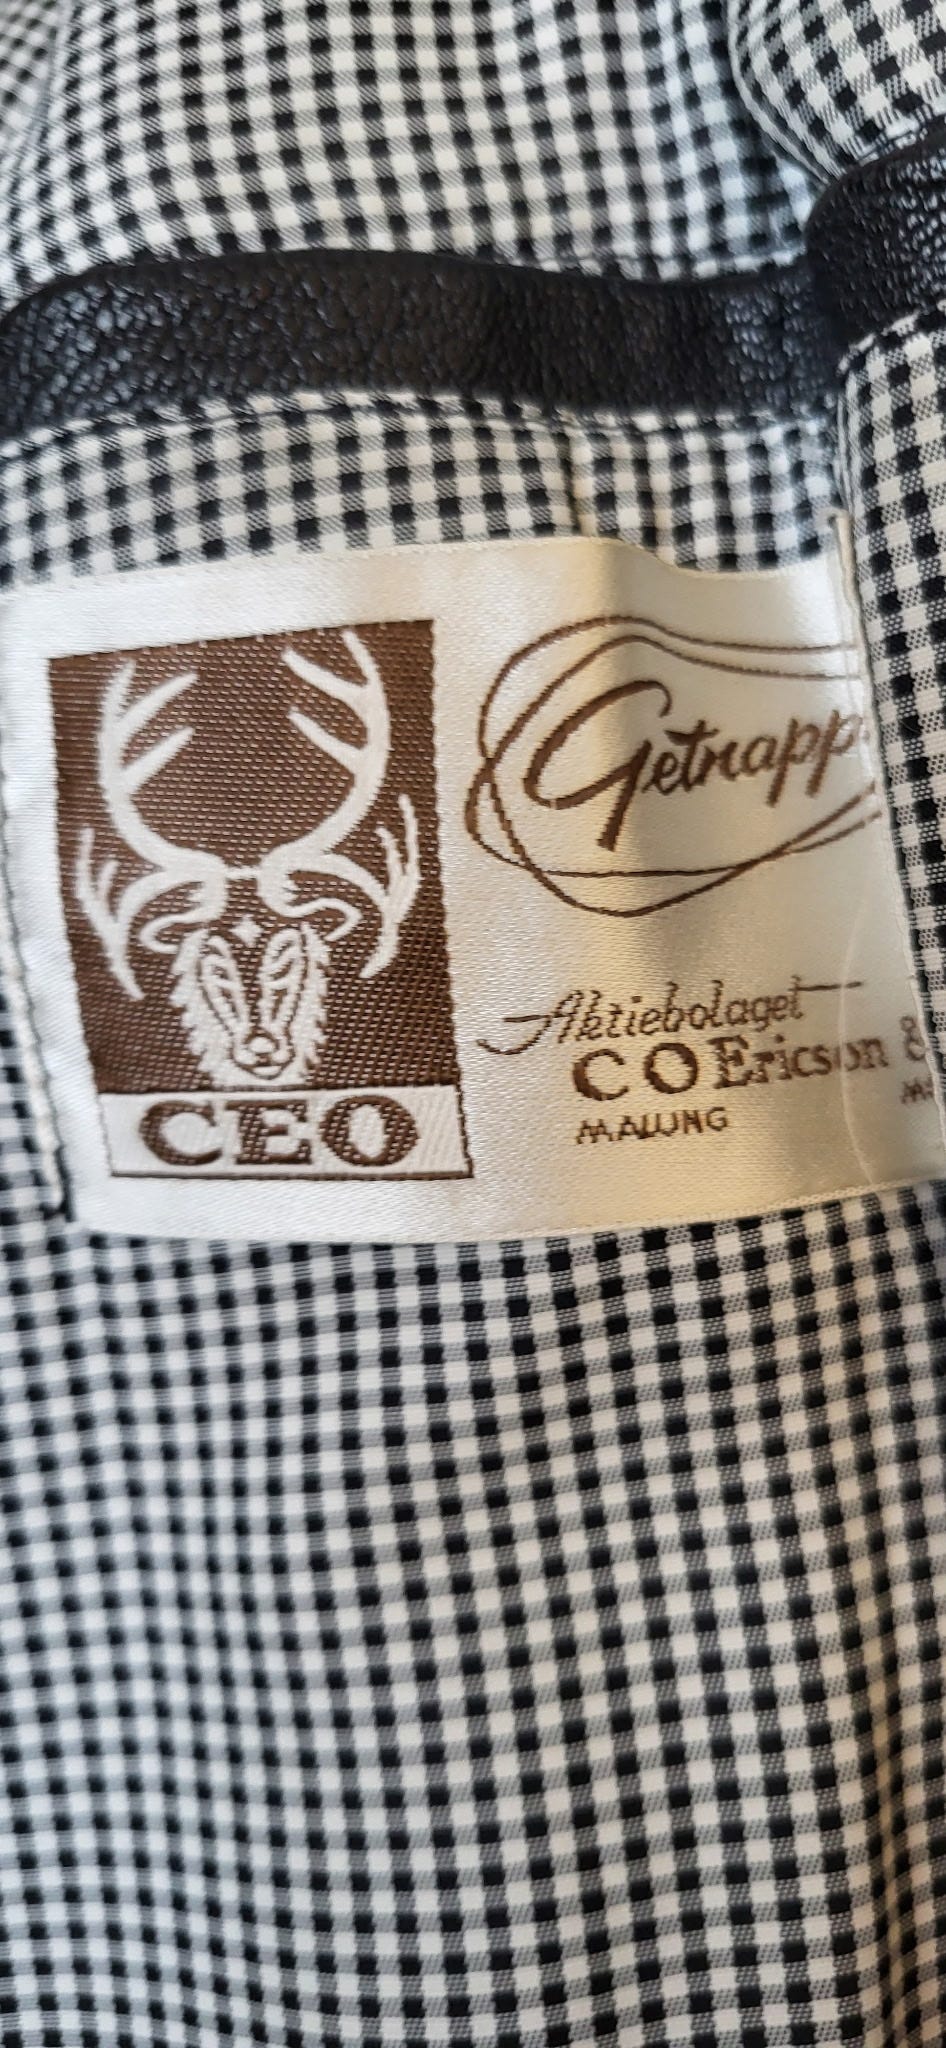 CEO
Getnapp
Aktiebolaget
C O Ericson &
MALUNG